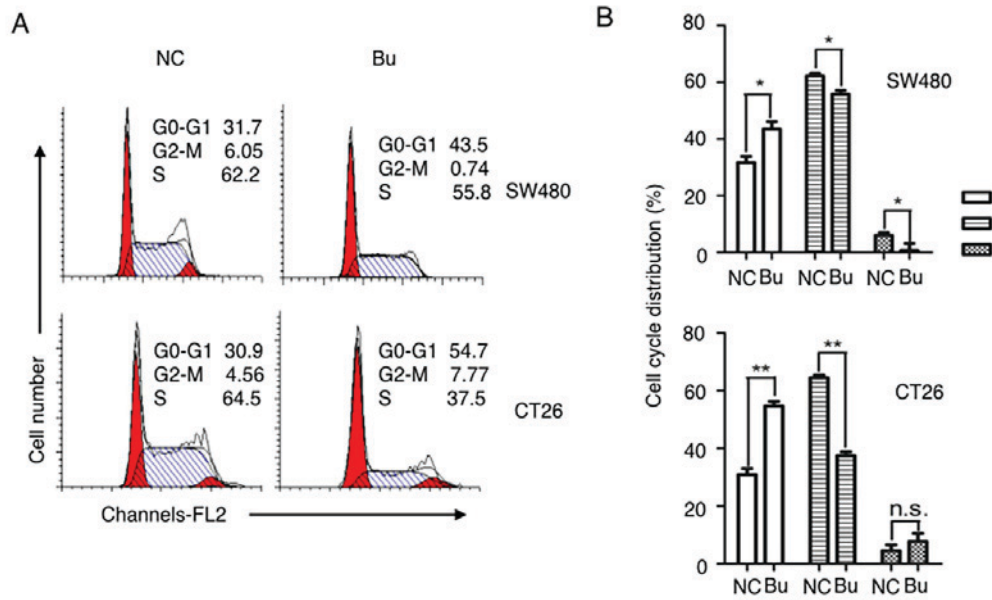 A
NC
Bu
G0-G1 31.7
G2-M 6.05
S 62.2
G0-G1 43.5
G2-M 0.74
S 55.8
SW480
G0-G1 30.9
G2-M 4.56
S 64.5
G0-G1 54.7
G2-M 7.77
S 37.5
CT26
Cell number
Channels-FL2
B
Cell cycle distribution (%)
80
60
40
20
0
*
*
*
SW480
NC Bu NC Bu NC Bu
80
60
40
20
0
**
**
n.s.
CT26
NC Bu NC Bu NC Bu